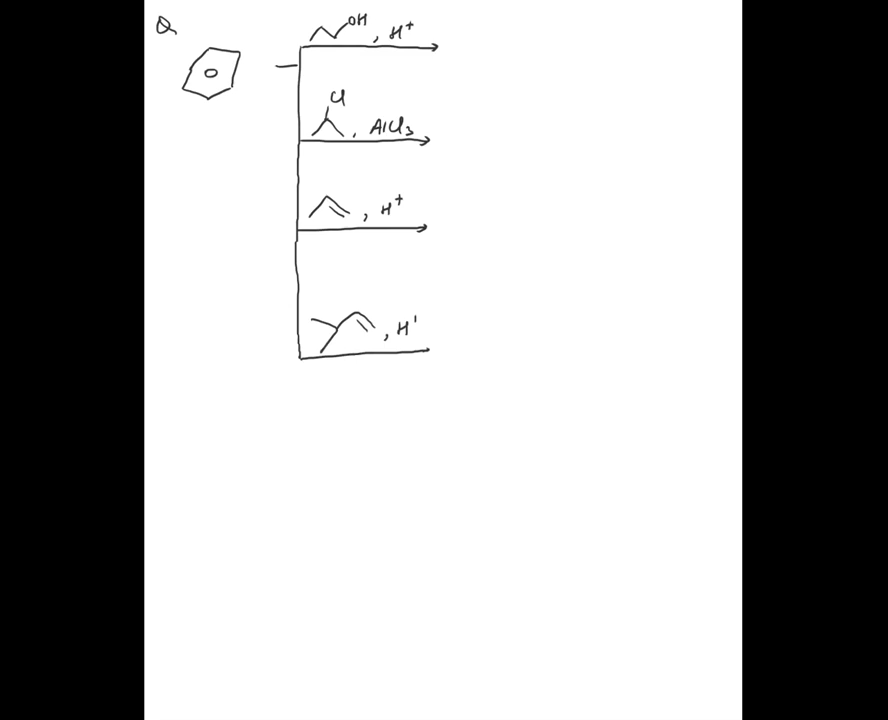 Q
OH
, H⁺
Cl
, AlCl₃
, H⁺
, H'